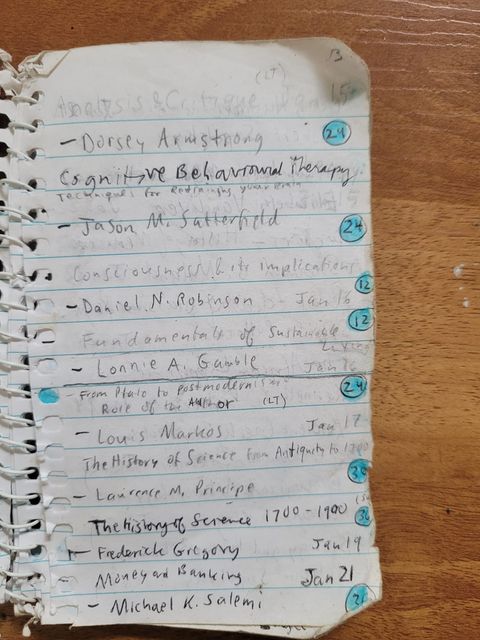 (LT) 13
Analysis & Critique 15
- Dorsey Armstrong 24
Cognitive Behavioural Therapy
Techniques for Retraining your Brain
- Jason M. Satterfield 24
Consciousness & its implications
- Daniel N. Robinson - Jan 16 12
Fundamentals of Sustainable 12
Living
- Lonnie A. Gamble Jan 16
- From Plato to postmodernism 24
Role of the Author (LT)
- Louis Markos Jan 17
The History of Science from Antiquity to 1700
- Laurence M. Principe 36
The History of Science 1700 - 1900 36
- Frederick Gregory Jan 19
Money and Banking Jan 21
- Michael K. Salemi